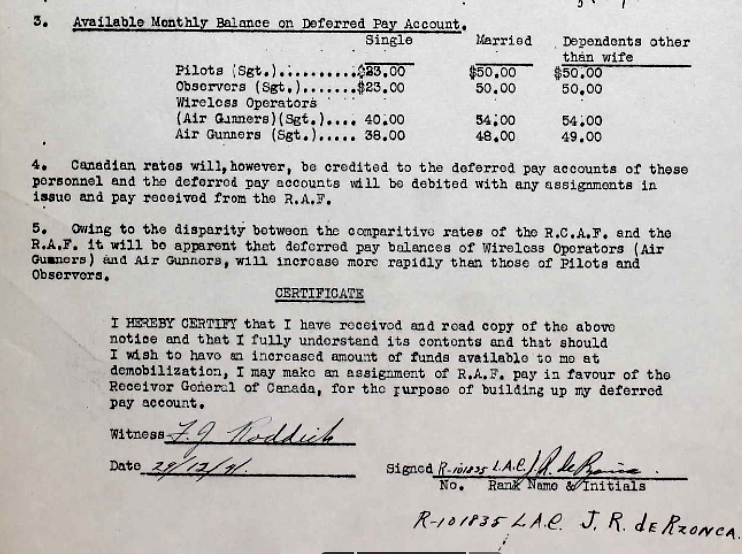 3. Available Monthly Balance on Deferred Pay Account.
Single Married Dependents other
than wife
Pilots (Sgt.)..........$23.00 $50.00 $50.00
Observers (Sgt.).......$23.00 50.00 50.00
Wireless Operators
(Air Gunners)(Sgt.).... 40.00 54.00 54.00
Air Gunners (Sgt.)..... 38.00 48.00 49.00
4. Canadian rates will, however, be credited to the deferred pay accounts of these
personnel and the deferred pay accounts will be debited with any assignments in
issue and pay received from the R.A.F.
5. Owing to the disparity between the comparitive rates of the R.C.A.F. and the
R.A.F. it will be apparent that deferred pay balances of Wireless Operators (Air
Gunners) and Air Gunners, will increase more rapidly than those of Pilots and
Observers.
CERTIFICATE
I HEREBY CERTIFY that I have received and read copy of the above
notice and that I fully understand its contents and that should
I wish to have an increased amount of funds available to me at
demobilization, I may make an assignment of R.A.F. pay in favour of the
Receiver General of Canada, for the purpose of building up my deferred
pay account.
Witness F.J Roddick
Date 29/12/41. Signed R-101835 L.A.C. J.R. de Rzonca.
No. Rank Name & Initials
R-101835 L.A.C. J. R. de RZONCA.